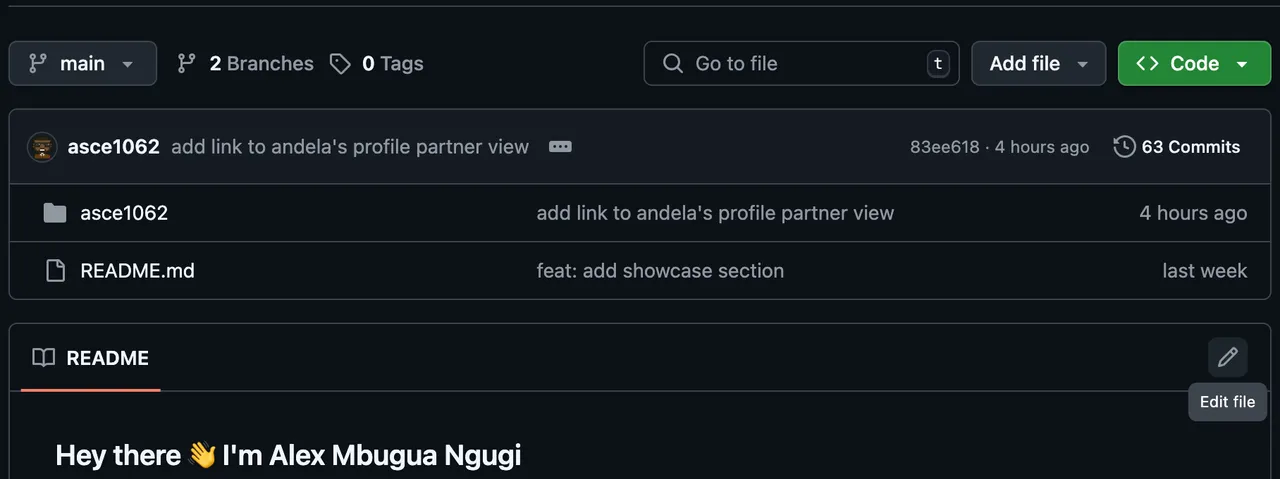 main 2 Branches 0 Tags Go to file t Add file Code
asce1062 add link to andela's profile partner view 83ee618 · 4 hours ago 63 Commits
asce1062 add link to andela's profile partner view 4 hours ago
README.md feat: add showcase section last week
README
Edit file
Hey there 👋 I'm Alex Mbugua Ngugi